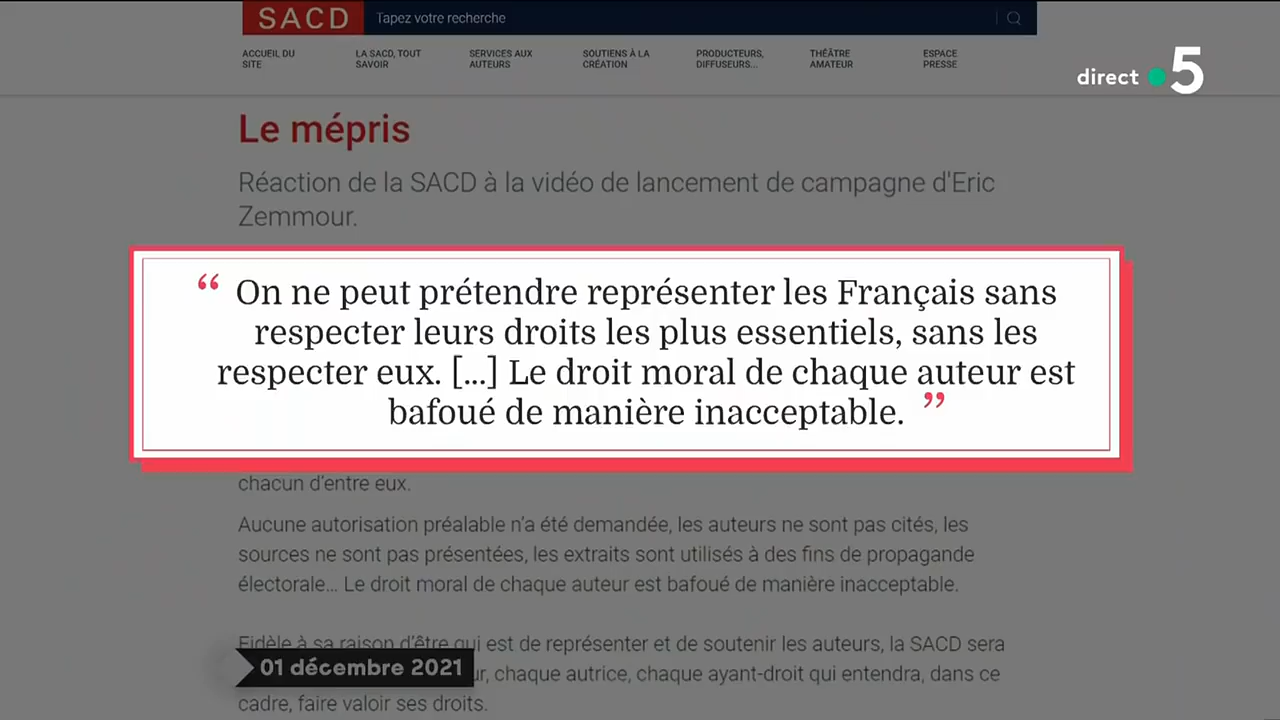 SACD
Tapez votre recherche
ACCUEIL DU
SITE
LA SACD, TOUT
SAVOIR
SERVICES AUX
AUTEURS
SOUTIENS À LA
CRÉATION
PRODUCTEURS,
DIFFUSEURS...
THÉÂTRE
AMATEUR
ESPACE
PRESSE
direct 5
Le mépris
Réaction de la SACD à la vidéo de lancement de campagne d'Eric
Zemmour.
“ On ne peut prétendre représenter les Français sans
respecter leurs droits les plus essentiels, sans les
respecter eux. [...] Le droit moral de chaque auteur est
bafoué de manière inacceptable. ”
chacun d’entre eux.
Aucune autorisation préalable n’a été demandée, les auteurs ne sont pas cités, les
sources ne sont pas présentées, les extraits sont utilisés à des fins de propagande
électorale… Le droit moral de chaque auteur est bafoué de manière inacceptable.
Fidèle à sa raison d’être qui est de représenter et de soutenir les auteurs, la SACD sera
01 décembre 2021
, chaque autrice, chaque ayant-droit qui entendra, dans ce
cadre, faire valoir ses droits.